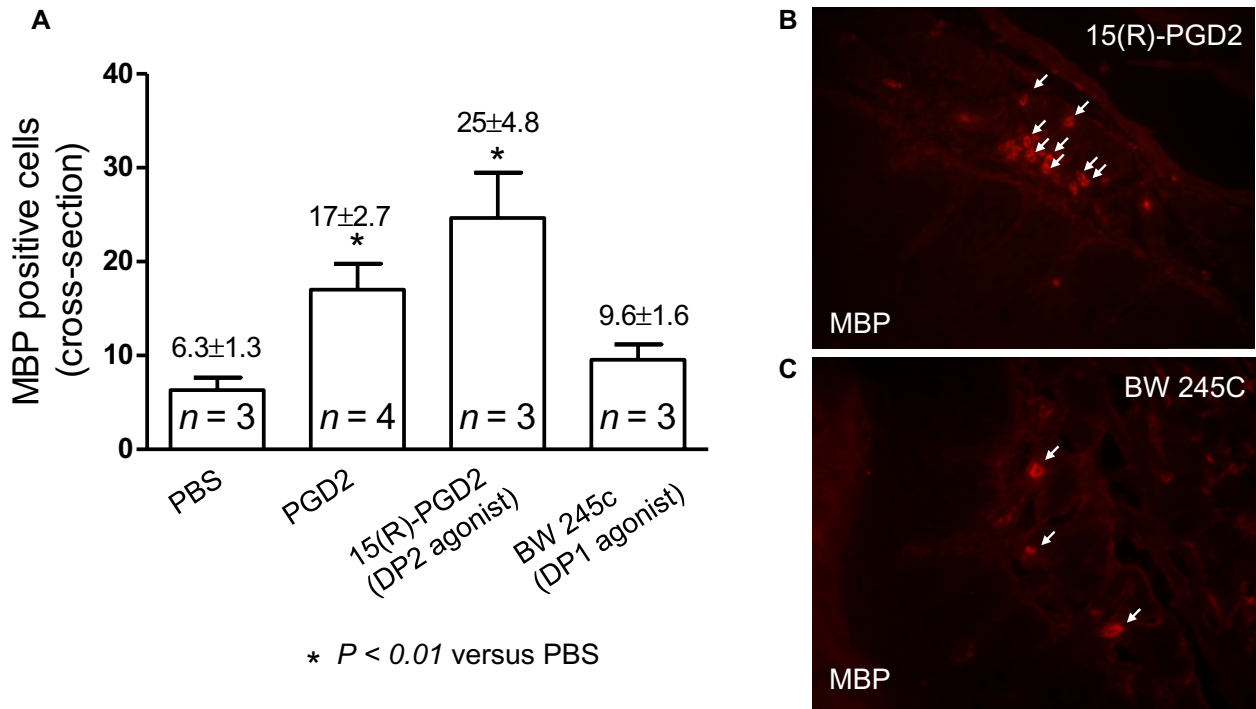 A
MBP positive cells
(cross-section)
40
30
20
10
0
6.3±1.3
17±2.7
*
25±4.8
*
9.6±1.6
n = 3
n = 4
n = 3
n = 3
PBS
PGD2
15(R)-PGD2
(DP2 agonist)
BW 245c
(DP1 agonist)
* P < 0.01 versus PBS
B
15(R)-PGD2
MBP
C
BW 245C
MBP